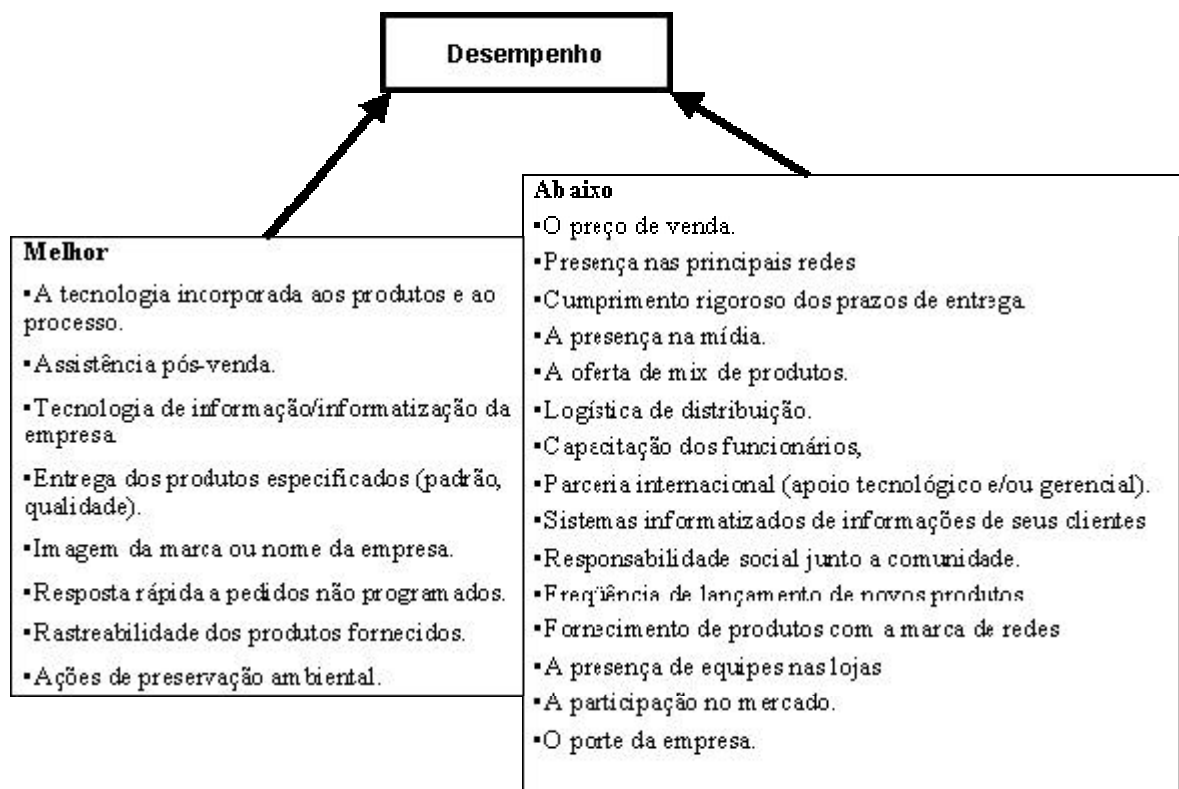 Desempenho
Melhor
▪A tecnologia incorporada aos produtos e ao
processo.
▪Assistência pós-venda.
▪Tecnologia de informação/informatização da
empresa
▪Entrega dos produtos especificados (padrão,
qualidade).
▪Imagem da marca ou nome da empresa.
▪Resposta rápida a pedidos não programados.
▪Rastreabilidade dos produtos fornecidos.
▪Ações de preservação ambiental.
Abaixo
▪O preço de venda.
▪Presença nas principais redes
▪Cumprimento rigoroso dos prazos de entrega
▪A presença na mídia.
▪A oferta de mix de produtos.
▪Logística de distribuição.
▪Capacitação dos funcionários,
▪Parceria internacional (apoio tecnológico e/ou gerencial).
▪Sistemas informatizados de informações de seus clientes
▪Responsabilidade social junto a comunidade.
▪Freqüência de lançamento de novos produtos
▪Fornecimento de produtos com a marca de redes
▪A presença de equipes nas lojas
▪A participação no mercado.
▪O porte da empresa.